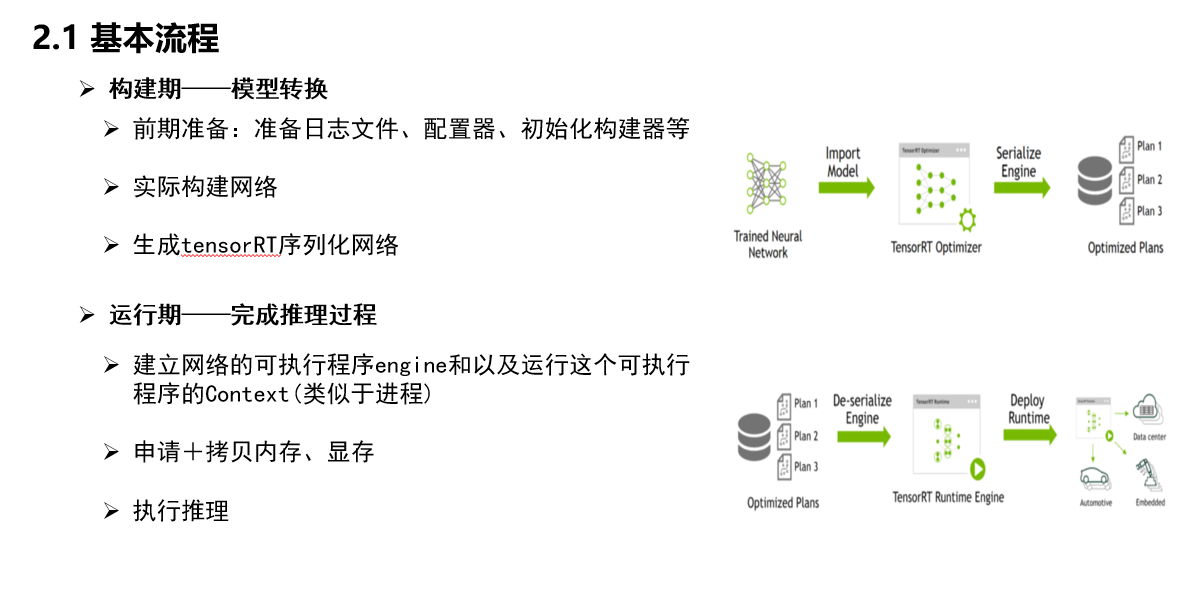 2.1 基本流程
构建期——模型转换
前期准备：准备日志文件、配置器、初始化构建器等
实际构建网络
生成tensorRT序列化网络
Trained Neural
Network
Import
Model
TensorRT Optimizer
TensorRT Optimizer
Serialize
Engine
Plan 1
Plan 2
Plan 3
Optimized Plans
运行期——完成推理过程
建立网络的可执行程序engine和以及运行这个可执行
程序的Context(类似于进程)
申请＋拷贝内存、显存
执行推理
Plan 1
Plan 2
Plan 3
Optimized Plans
De-serialize
Engine
TensorRT Runtime
TensorRT Runtime Engine
Deploy
Runtime
Data center
Automotive
Embedded